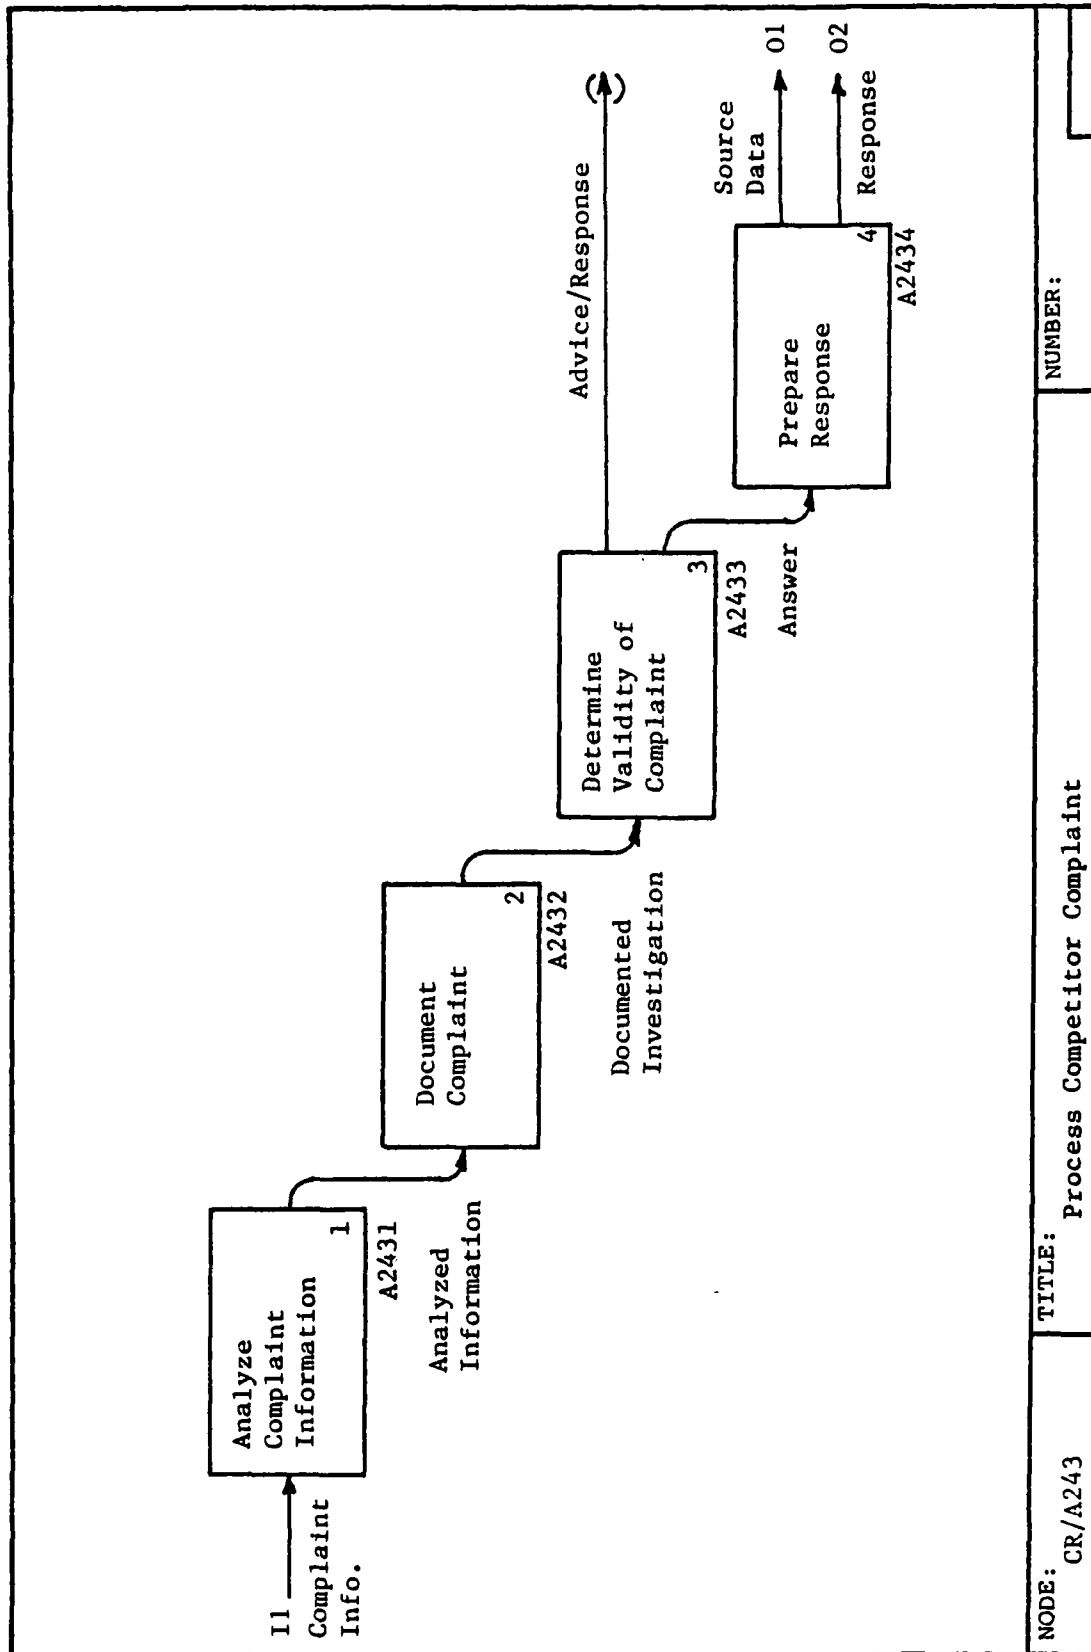 I1
Complaint
Info.
Analyze
Complaint
Information
1
A2431
Analyzed
Information
Document
Complaint
2
A2432
Documented
Investigation
Determine
Validity of
Complaint
3
A2433
Answer
Advice/Response
( )
Prepare
Response
4
A2434
Source
Data
O1
O2
Response
NODE:
CR/A243
TITLE:
Process Competitor Complaint
NUMBER: